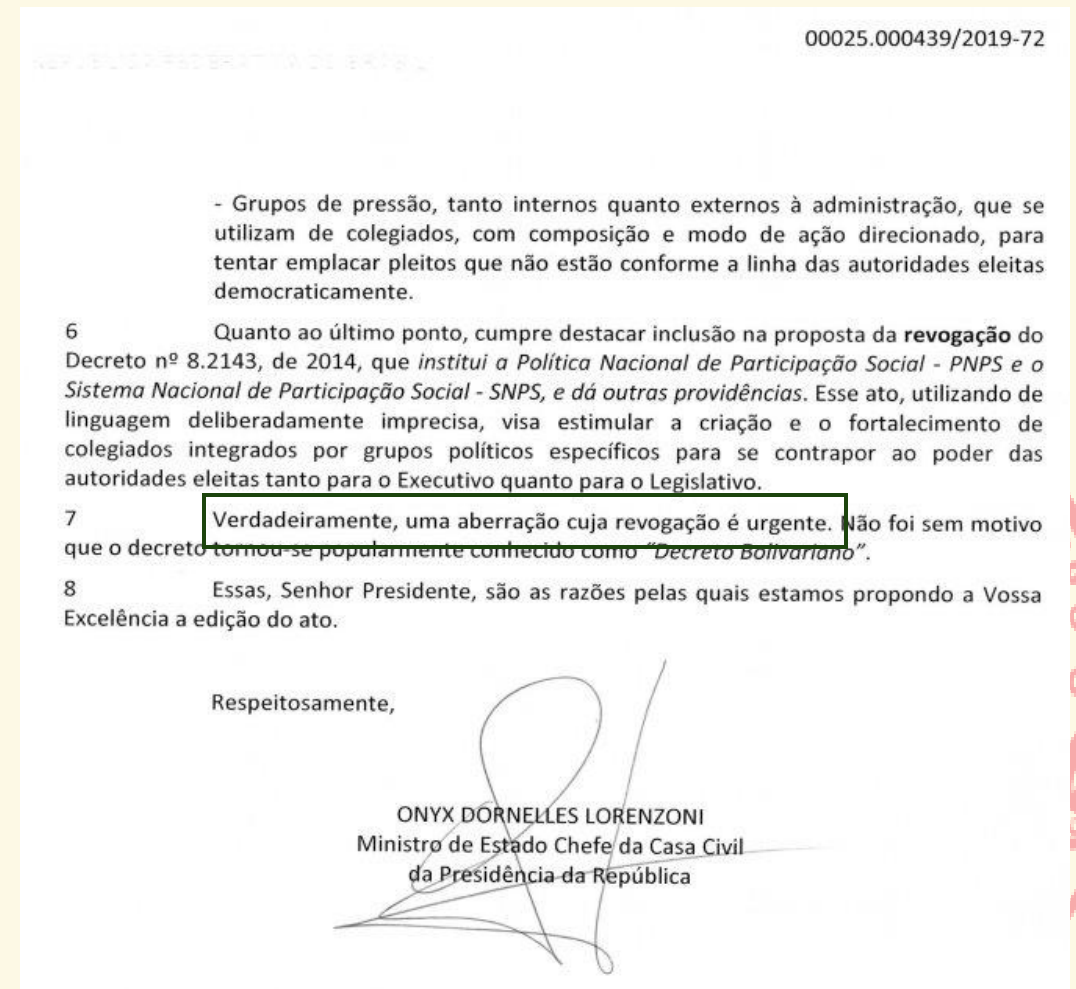 00025.000439/2019-72
- Grupos de pressão, tanto internos quanto externos à administração, que se
utilizam de colegiados, com composição e modo de ação direcionado, para
tentar emplacar pleitos que não estão conforme a linha das autoridades eleitas
democraticamente.
6 Quanto ao último ponto, cumpre destacar inclusão na proposta da revogação do
Decreto nº 8.2143, de 2014, que institui a Política Nacional de Participação Social - PNPS e o
Sistema Nacional de Participação Social - SNPS, e dá outras providências. Esse ato, utilizando de
linguagem deliberadamente imprecisa, visa estimular a criação e o fortalecimento de
colegiados integrados por grupos políticos específicos para se contrapor ao poder das
autoridades eleitas tanto para o Executivo quanto para o Legislativo.
7 Verdadeiramente, uma aberração cuja revogação é urgente. Não foi sem motivo
que o decreto tornou-se popularmente conhecido como "Decreto Bolivariano".
8 Essas, Senhor Presidente, são as razões pelas quais estamos propondo a Vossa
Excelência a edição do ato.
Respeitosamente,
ONYX DORNELLES LORENZONI
Ministro de Estado Chefe da Casa Civil
da Presidência da República